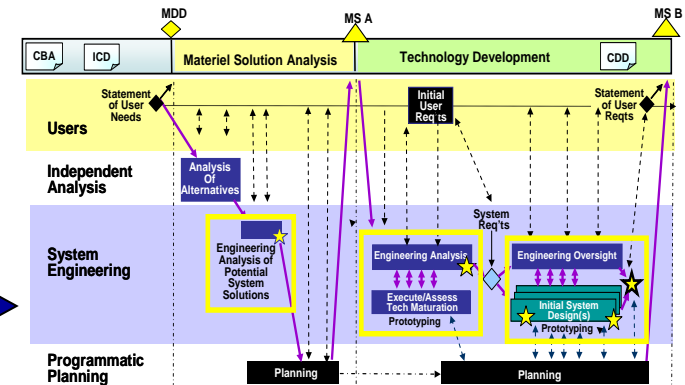 MDD
MS A
MS B
CBA
ICD
Materiel Solution Analysis
Technology Development
CDD
Statement
of User
Needs
Initial
User
Req'ts
Statement
of User
Reqts
Users
Independent
Analysis
Analysis
Of
Alternatives
System
Req'ts
System
Engineering
Engineering
Analysis of
Potential
System
Solutions
Engineering Analysis
Execute/Assess
Tech Maturation
Prototyping
Engineering Oversight
Initial System
Design(s)
Prototyping
Programmatic
Planning
Planning
Planning